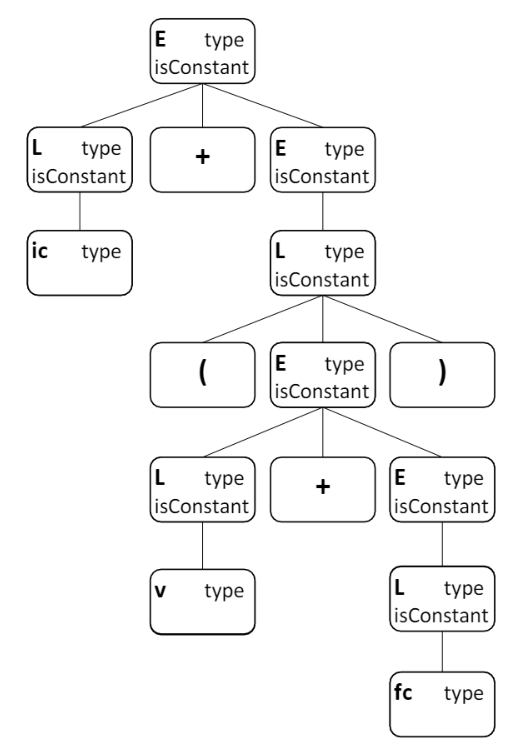 E type
isConstant
L type
isConstant
+
E type
isConstant
ic type
L type
isConstant
(
E type
isConstant
)
L type
isConstant
+
E type
isConstant
v type
L type
isConstant
fc type